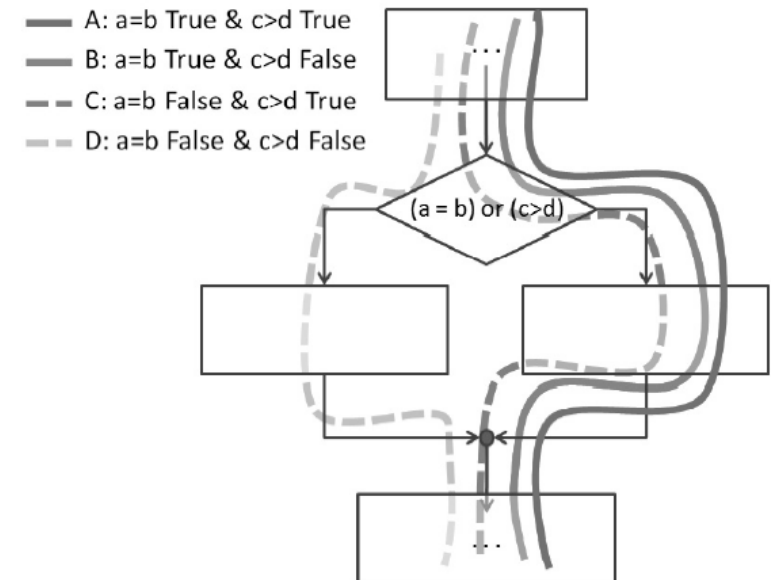 A: a=b True & c>d True
B: a=b True & c>d False
C: a=b False & c>d True
D: a=b False & c>d False
...
(a = b) or (c>d)
...